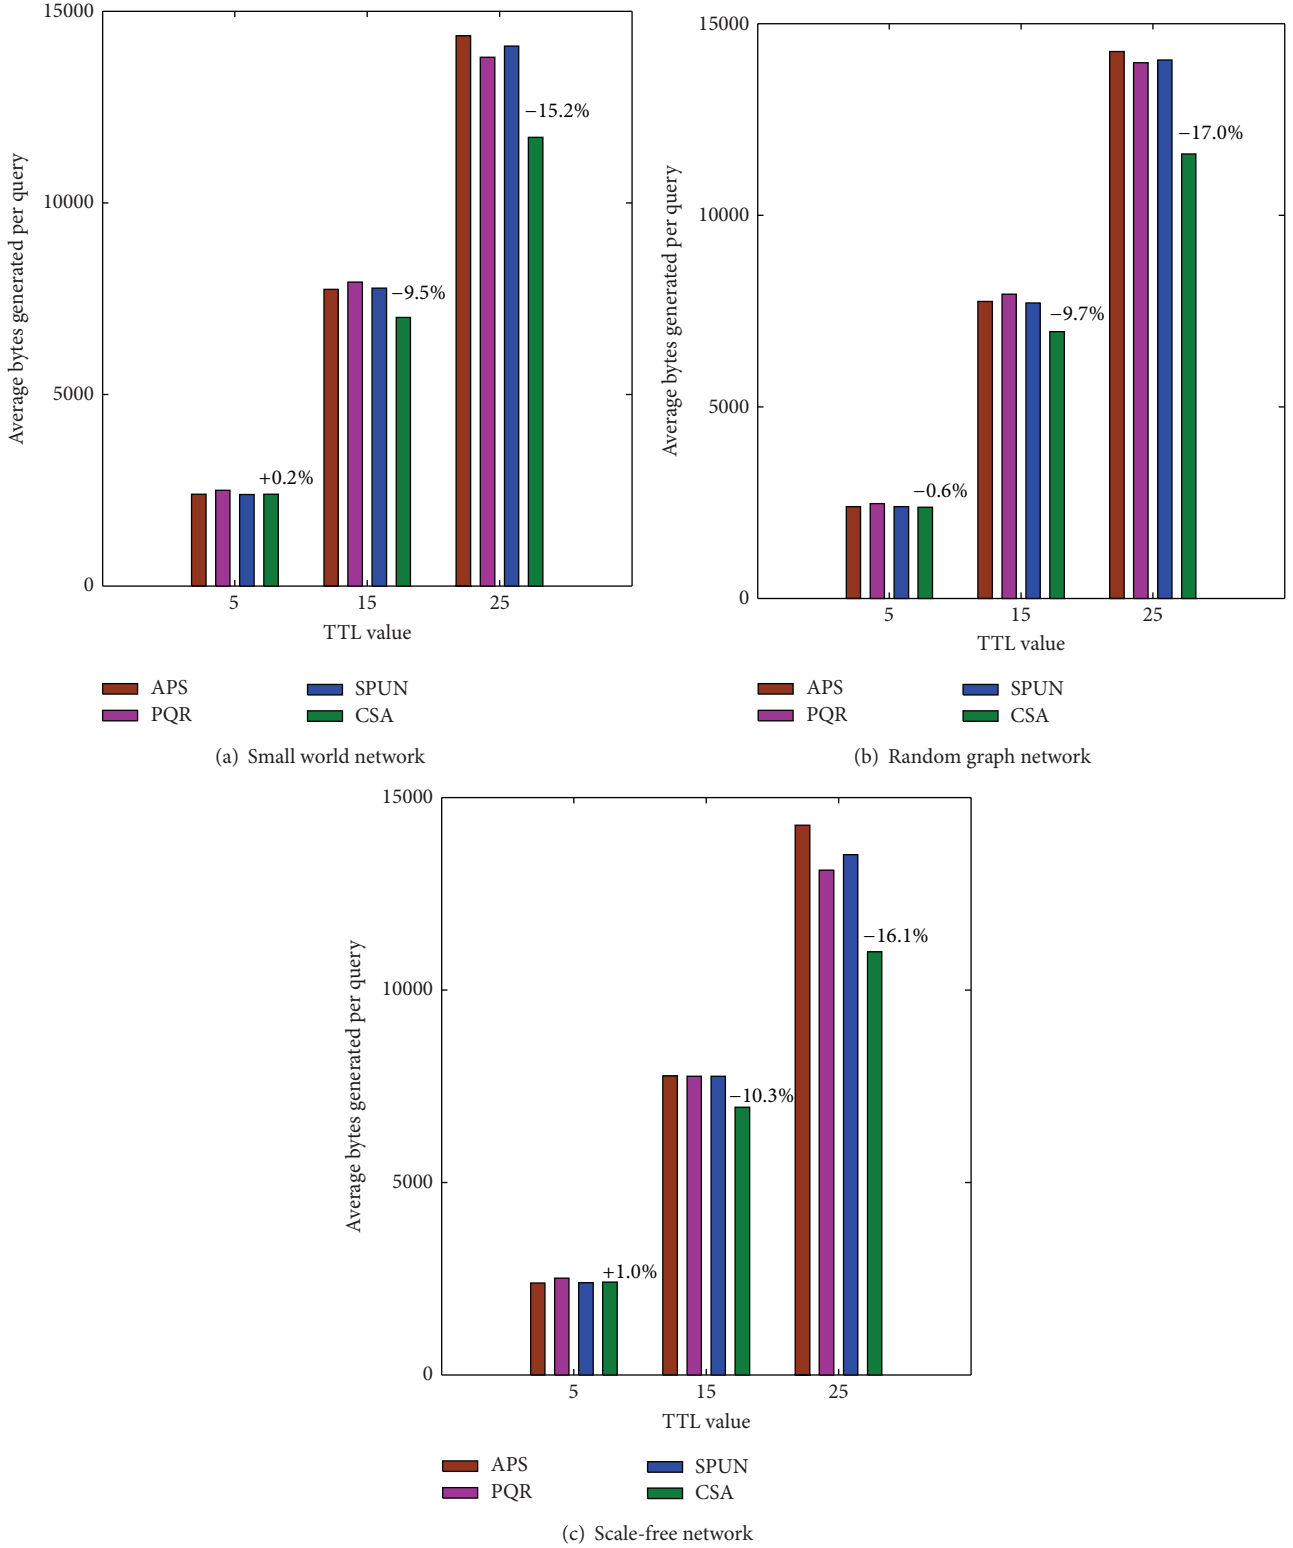 15000
10000
5000
0
Average bytes generated per query
+0.2%
−9.5%
−15.2%
5 15 25
TTL value
APS SPUN
PQR CSA
(a) Small world network
15000
10000
5000
0
Average bytes generated per query
−0.6%
−9.7%
−17.0%
5 15 25
TTL value
APS SPUN
PQR CSA
(b) Random graph network
15000
10000
5000
0
Average bytes generated per query
+1.0%
−10.3%
−16.1%
5 15 25
TTL value
APS SPUN
PQR CSA
(c) Scale-free network